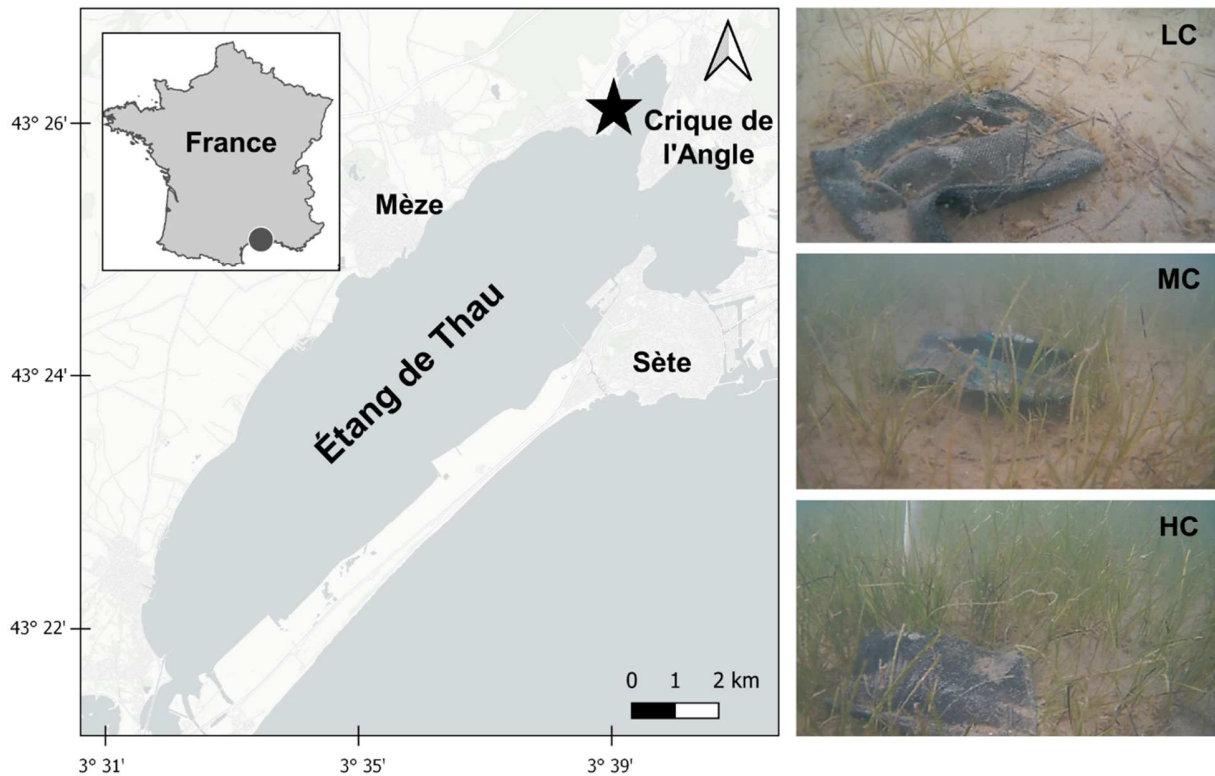 France
43° 26'
43° 24'
43° 22'
Mèze
Crique de
l'Angle
Étang de Thau
Sète
0 1 2 km
3° 31'
3° 35'
3° 39'
LC
MC
HC